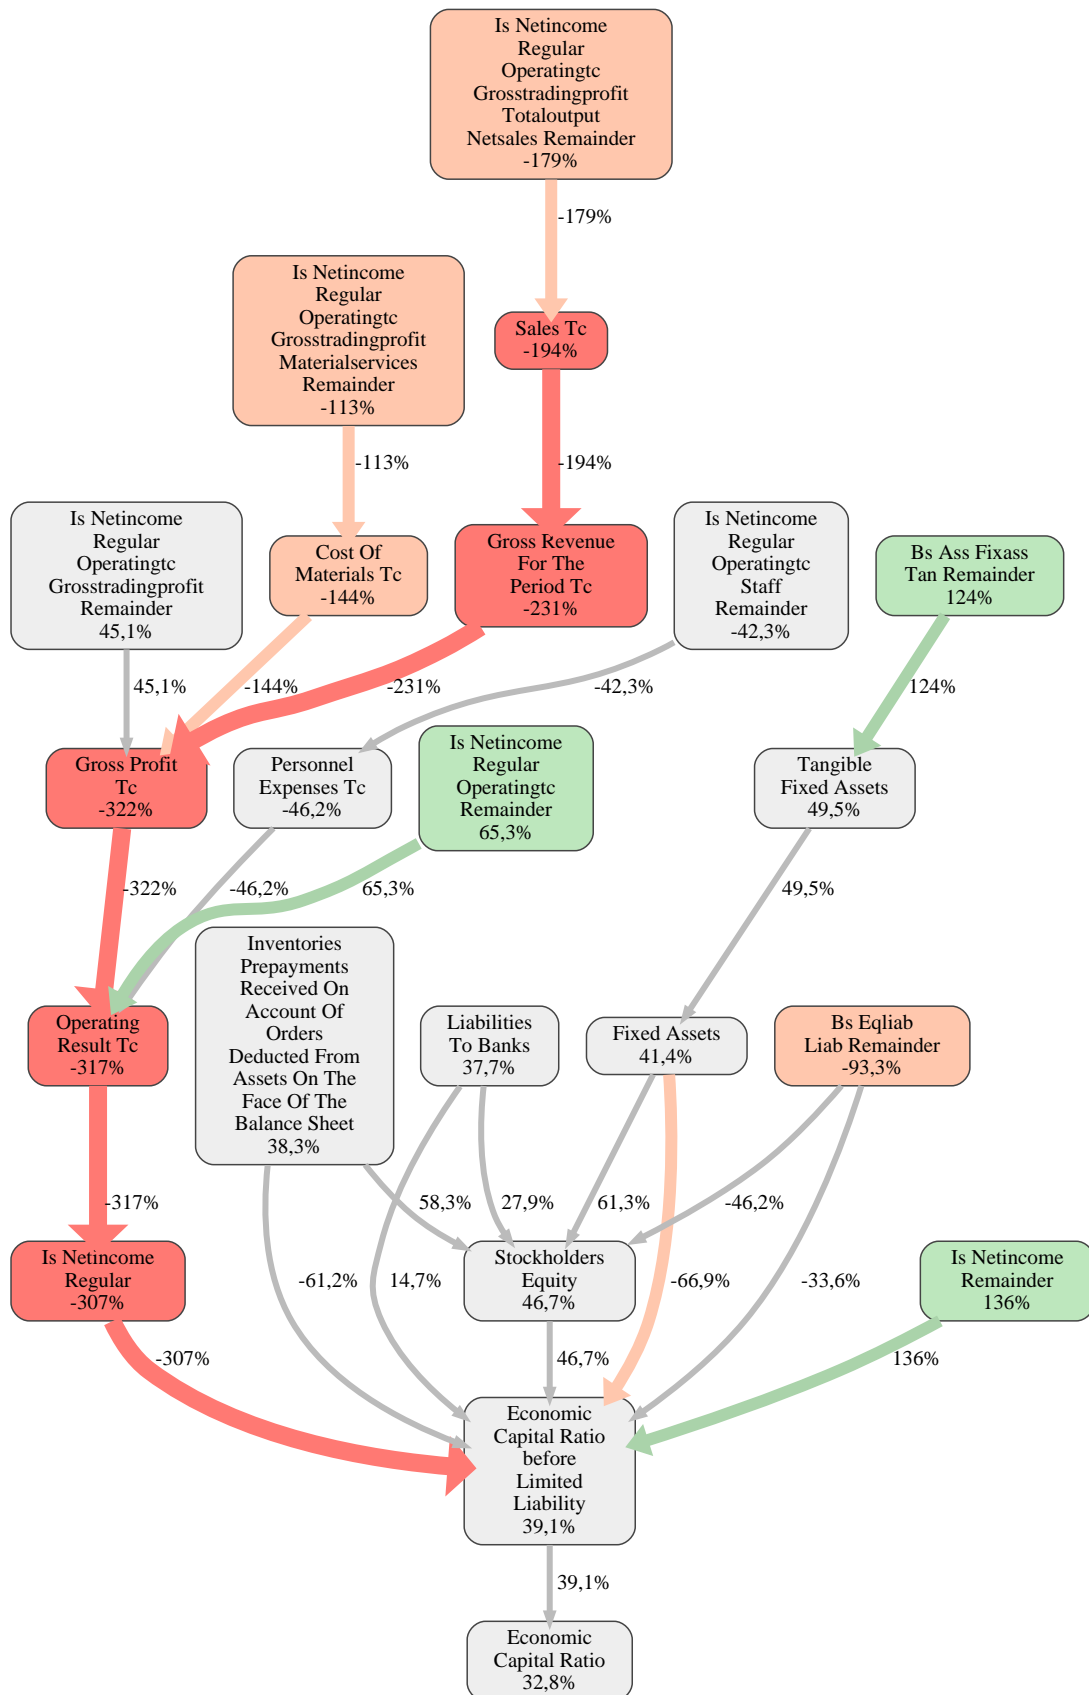 Is Netincome
Regular
Operatingtc
Grosstradingprofit
Totaloutput
Netsales Remainder
-179%
-179%
Is Netincome
Regular
Operatingtc
Grosstradingprofit
Materialservices
Remainder
-113%
Sales Tc
-194%
-113%
-194%
Is Netincome
Regular
Operatingtc
Grosstradingprofit
Remainder
45,1%
Cost Of
Materials Tc
-144%
Gross Revenue
For The
Period Tc
-231%
Is Netincome
Regular
Operatingtc
Staff
Remainder
-42,3%
Bs Ass Fixass
Tan Remainder
124%
45,1%
-144%
-231%
-42,3%
124%
Gross Profit
Tc
-322%
Personnel
Expenses Tc
-46,2%
Is Netincome
Regular
Operatingtc
Remainder
65,3%
Tangible
Fixed Assets
49,5%
-322%
-46,2%
65,3%
49,5%
Operating
Result Tc
-317%
Inventories
Prepayments
Received On
Account Of
Orders
Deducted From
Assets On The
Face Of The
Balance Sheet
38,3%
Liabilities
To Banks
37,7%
Fixed Assets
41,4%
Bs Eqliab
Liab Remainder
-93,3%
-317%
58,3%
27,9%
61,3%
-46,2%
Is Netincome
Regular
-307%
-61,2%
14,7%
Stockholders
Equity
46,7%
-66,9%
-33,6%
Is Netincome
Remainder
136%
-307%
46,7%
136%
Economic
Capital Ratio
before
Limited
Liability
39,1%
39,1%
Economic
Capital Ratio
32,8%